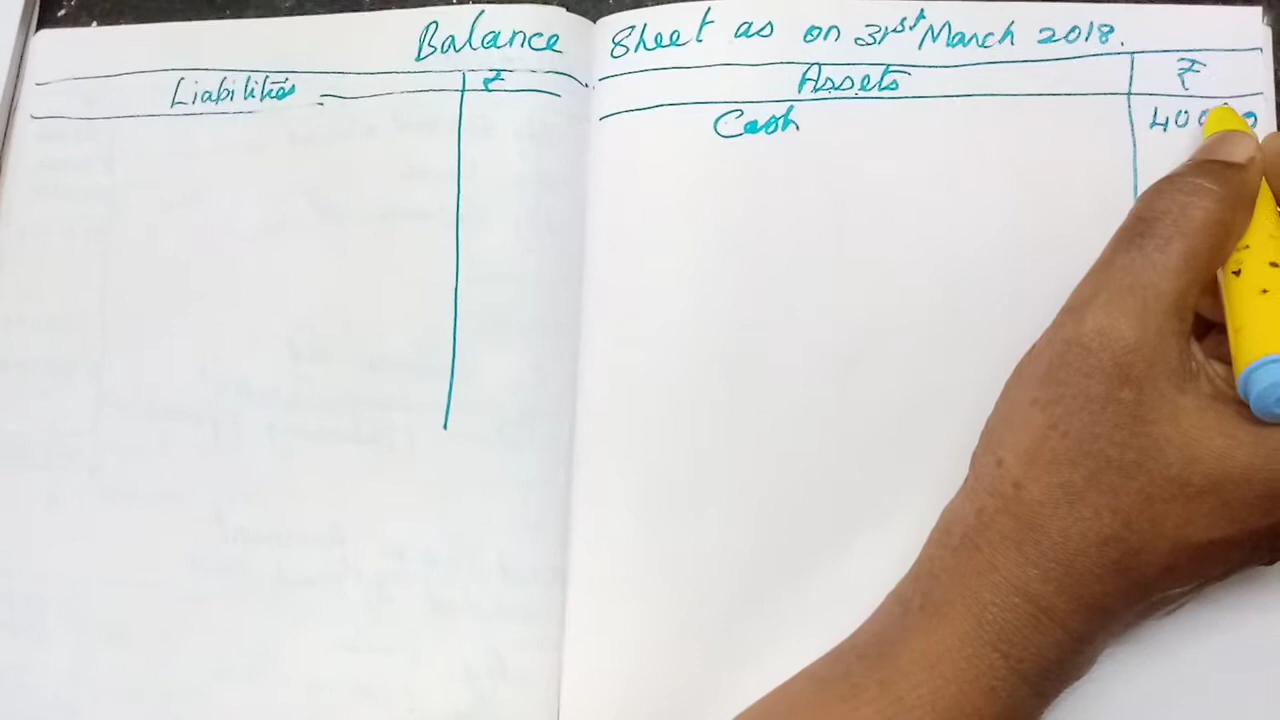 Balance Sheet as on 31st March 2018.
Liabilities ₹ Assets ₹
Cash